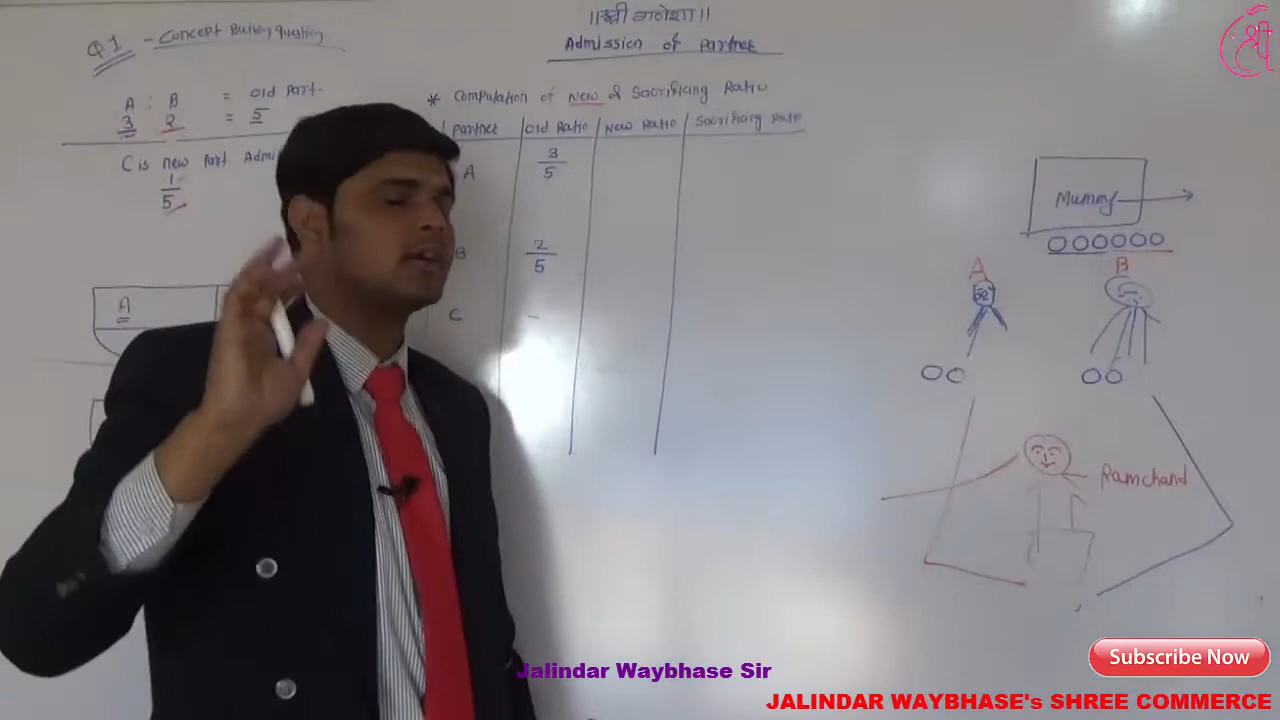 ॥श्री गणेशा॥
Admission of Partner
Q.1 - Concept Building Question
A : B = Old Part.
3 2 = 5
C is new Part Admi
1
5
* Computation of New & Sacrificing Ratio
Partner Old Ratio New Ratio Sacrificing Ratio
A 3
5
B 2
5
C -
A
Mummy
A B
Ramchand
श्री
Subscribe Now
Jalindar Waybhase Sir
JALINDAR WAYBHASE's SHREE COMMERCE